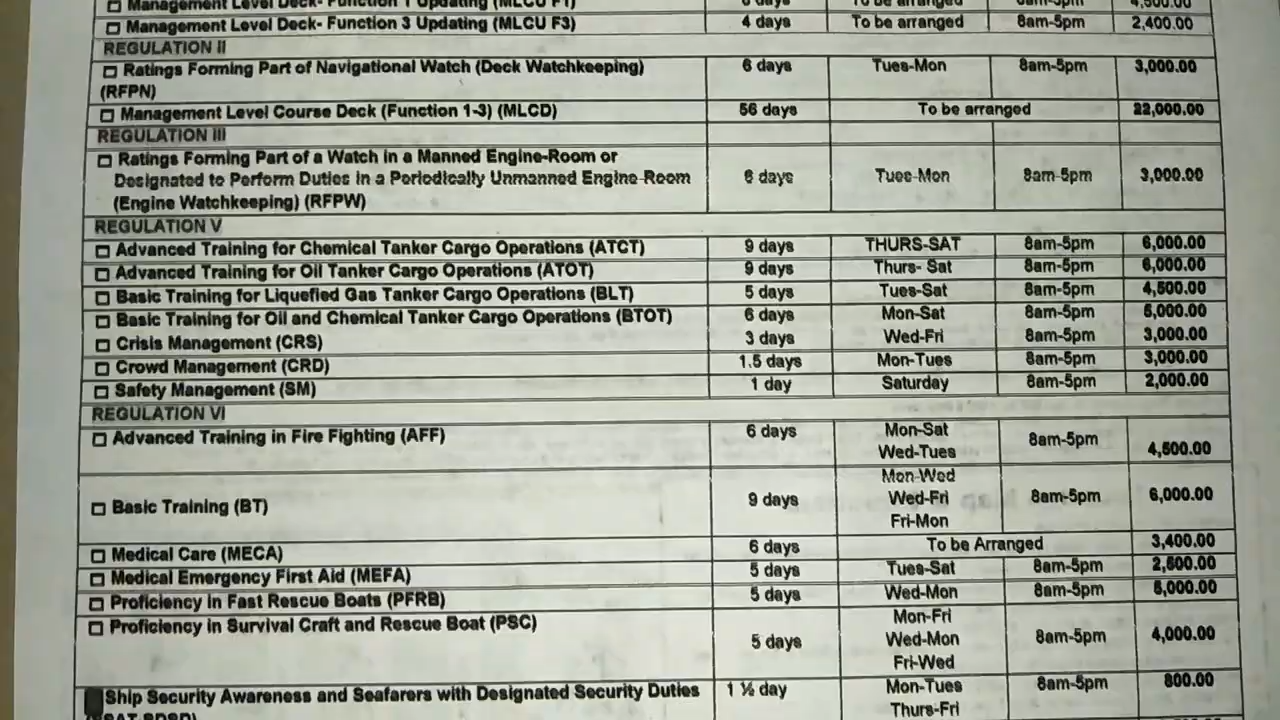 Management Level Deck- Function 1 Updating (MLCU F1) 8am-5pm 4,500.00
Management Level Deck- Function 3 Updating (MLCU F3) 4 days To be arranged 8am-5pm 2,400.00
REGULATION II
Ratings Forming Part of Navigational Watch (Deck Watchkeeping) 6 days Tues-Mon 8am-5pm 3,000.00
(RFPN)
Management Level Course Deck (Function 1-3) (MLCD) 56 days To be arranged 22,000.00
REGULATION III
Ratings Forming Part of a Watch in a Manned Engine-Room or
Designated to Perform Duties in a Periodically Unmanned Engine-Room 6 days Tues-Mon 8am-5pm 3,000.00
(Engine Watchkeeping) (RFPW)
REGULATION V
Advanced Training for Chemical Tanker Cargo Operations (ATCT) 9 days THURS-SAT 8am-5pm 6,000.00
Advanced Training for Oil Tanker Cargo Operations (ATOT) 9 days Thurs- Sat 8am-5pm 6,000.00
Basic Training for Liquefied Gas Tanker Cargo Operations (BLT) 5 days Tues-Sat 8am-5pm 4,500.00
Basic Training for Oil and Chemical Tanker Cargo Operations (BTOT) 6 days Mon-Sat 8am-5pm 5,000.00
Crisis Management (CRS) 3 days Wed-Fri 8am-5pm 3,000.00
Crowd Management (CRD) 1.5 days Mon-Tues 8am-5pm 3,000.00
Safety Management (SM) 1 day Saturday 8am-5pm 2,000.00
REGULATION VI
Advanced Training in Fire Fighting (AFF) 6 days Mon-Sat 8am-5pm 4,500.00
Wed-Tues
Mon-Wed
Basic Training (BT) 9 days Wed-Fri 8am-5pm 6,000.00
Fri-Mon
Medical Care (MECA) 6 days To be Arranged 3,400.00
Medical Emergency First Aid (MEFA) 5 days Tues-Sat 8am-5pm 2,600.00
Proficiency in Fast Rescue Boats (PFRB) 5 days Wed-Mon 8am-5pm 5,000.00
Proficiency in Survival Craft and Rescue Boat (PSC) Mon-Fri
5 days Wed-Mon 8am-5pm 4,000.00
Fri-Wed
Ship Security Awareness and Seafarers with Designated Security Duties 1 ½ day Mon-Tues 8am-5pm 800.00
Thurs-Fri